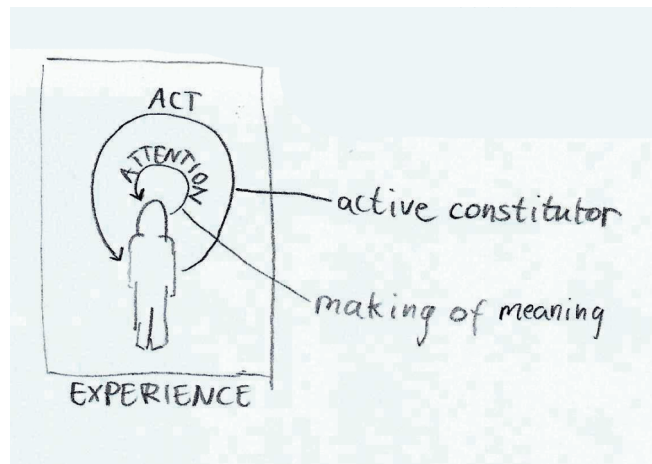 ACT
ATTENTION
active constitutor
making of meaning
EXPERIENCE